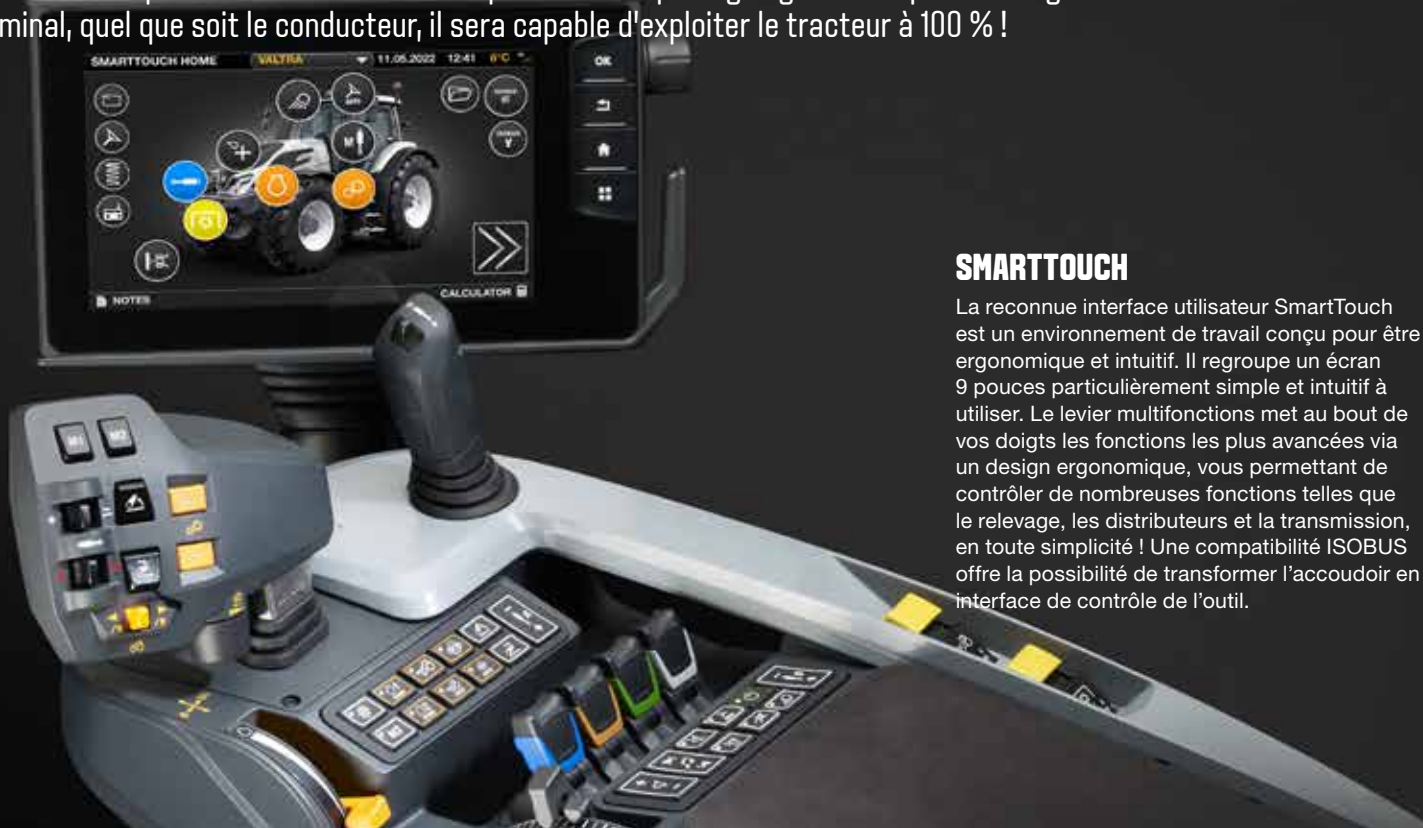 minal, quel que soit le conducteur, il sera capable d'exploiter le tracteur à 100 % !
SMARTTOUCH HOME VALTRA 11.05.2022 12:41 6°C
OK
AUTO
M
NOTES
CALCULATOR
M1 M2
SMARTTOUCH
La reconnue interface utilisateur SmartTouch
est un environnement de travail conçu pour être
ergonomique et intuitif. Il regroupe un écran
9 pouces particulièrement simple et intuitif à
utiliser. Le levier multifonctions met au bout de
vos doigts les fonctions les plus avancées via
un design ergonomique, vous permettant de
contrôler de nombreuses fonctions telles que
le relevage, les distributeurs et la transmission,
en toute simplicité ! Une compatibilité ISOBUS
offre la possibilité de transformer l’accoudoir en
interface de contrôle de l’outil.